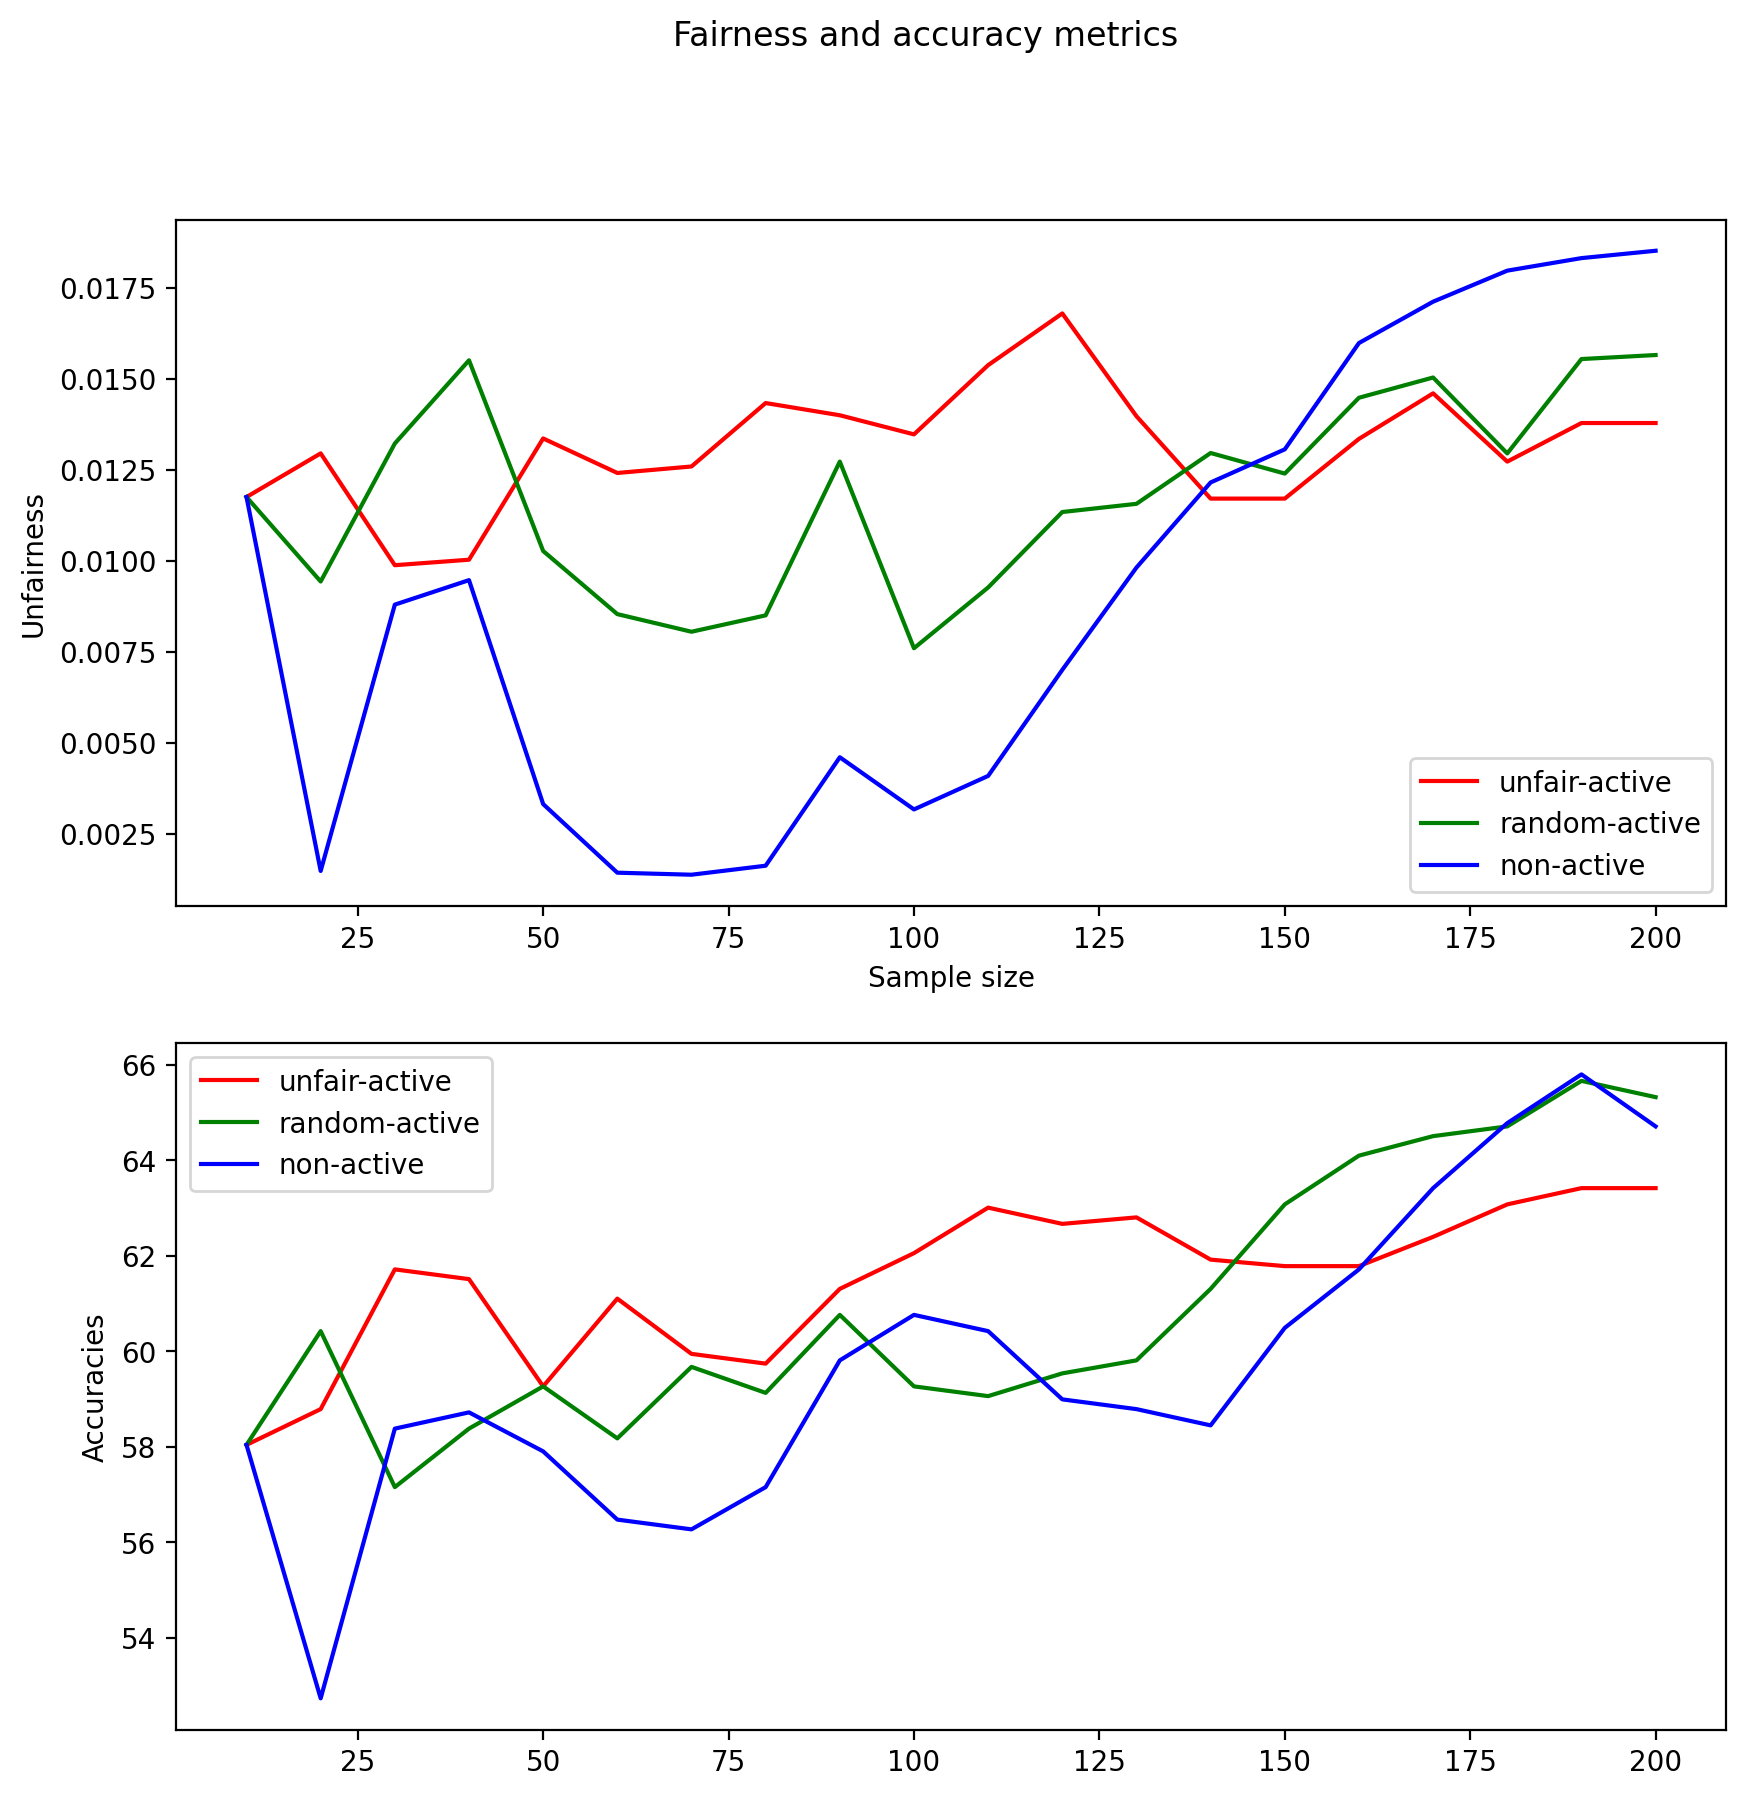 Fairness and accuracy metrics
Unfairness
0.0175
0.0150
0.0125
0.0100
0.0075
0.0050
0.0025
unfair-active
random-active
non-active
25 50 75 100 125 150 175 200
Sample size
Accuracies
66
64
62
60
58
56
54
unfair-active
random-active
non-active
25 50 75 100 125 150 175 200